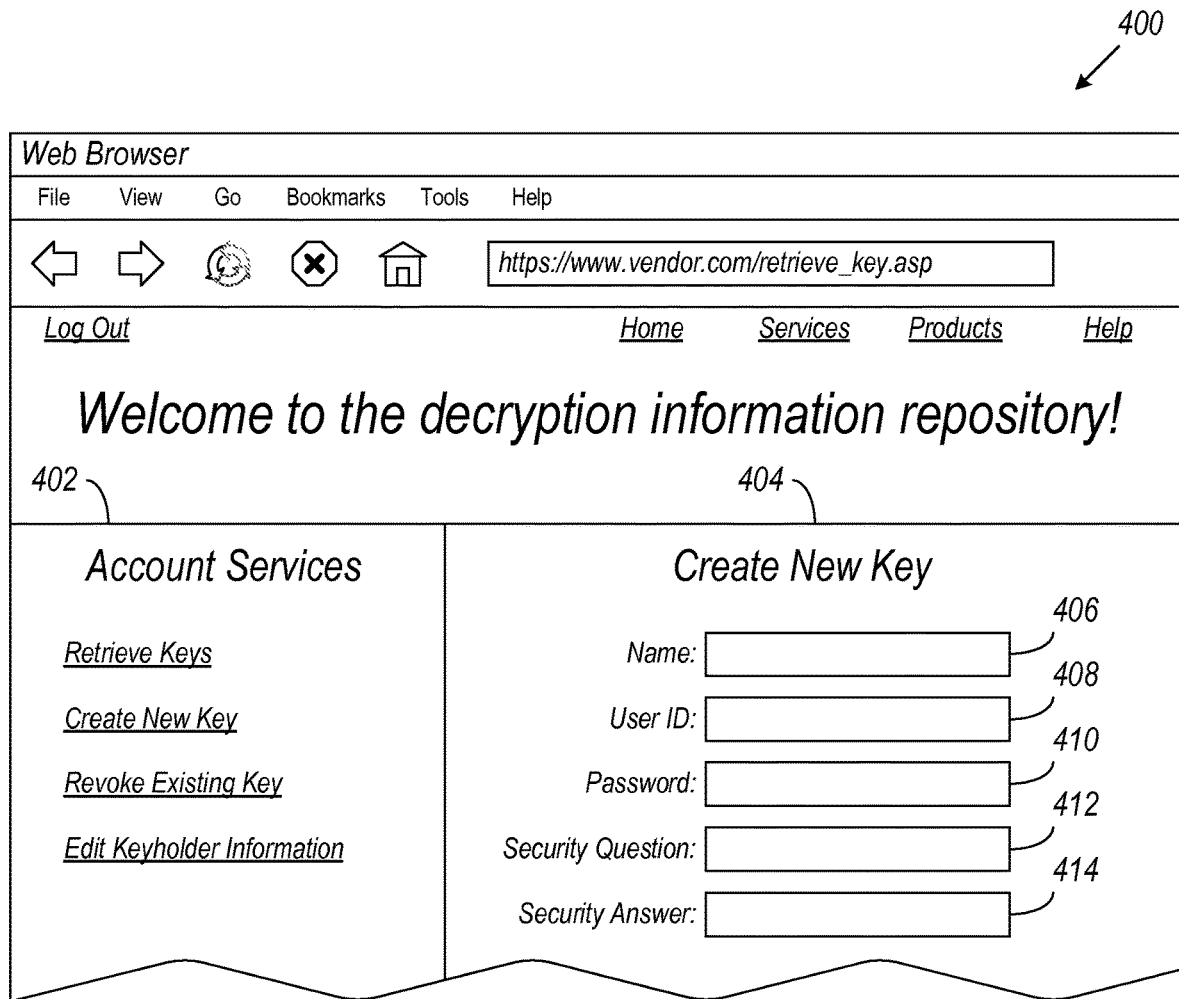 400
Web Browser
File View Go Bookmarks Tools Help
https://www.vendor.com/retrieve_key.asp
Log Out Home Services Products Help
Welcome to the decryption information repository!
402 404
Account Services Create New Key
406
Retrieve Keys Name:
408
Create New Key User ID:
410
Revoke Existing Key Password:
412
Edit Keyholder Information Security Question:
414
Security Answer: